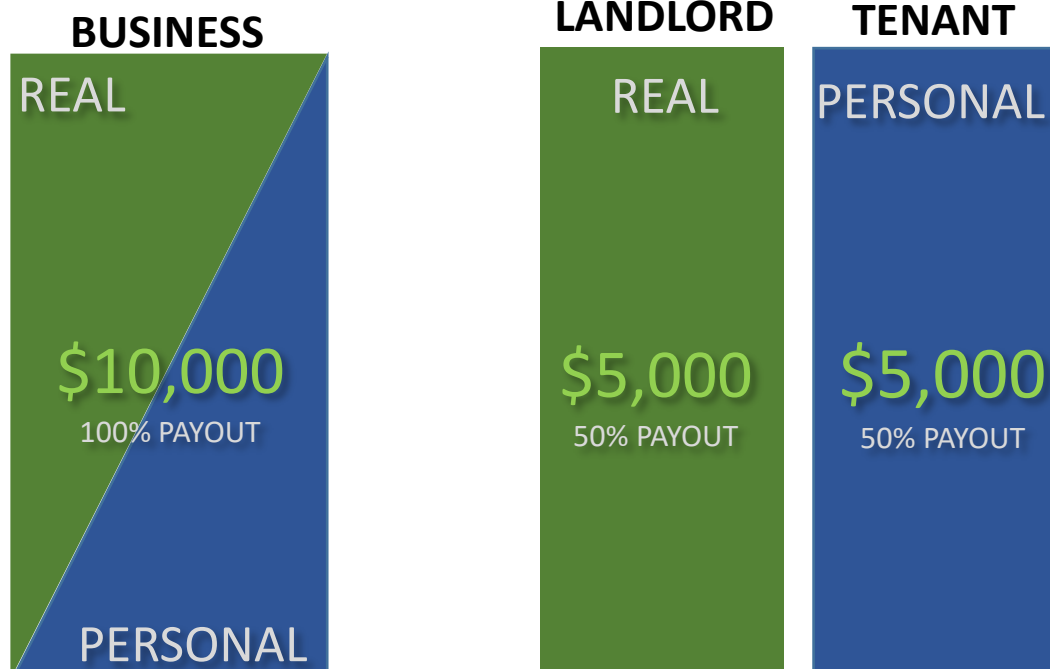 BUSINESS
REAL
$10,000
100% PAYOUT
PERSONAL
LANDLORD
REAL
$5,000
50% PAYOUT
TENANT
PERSONAL
$5,000
50% PAYOUT